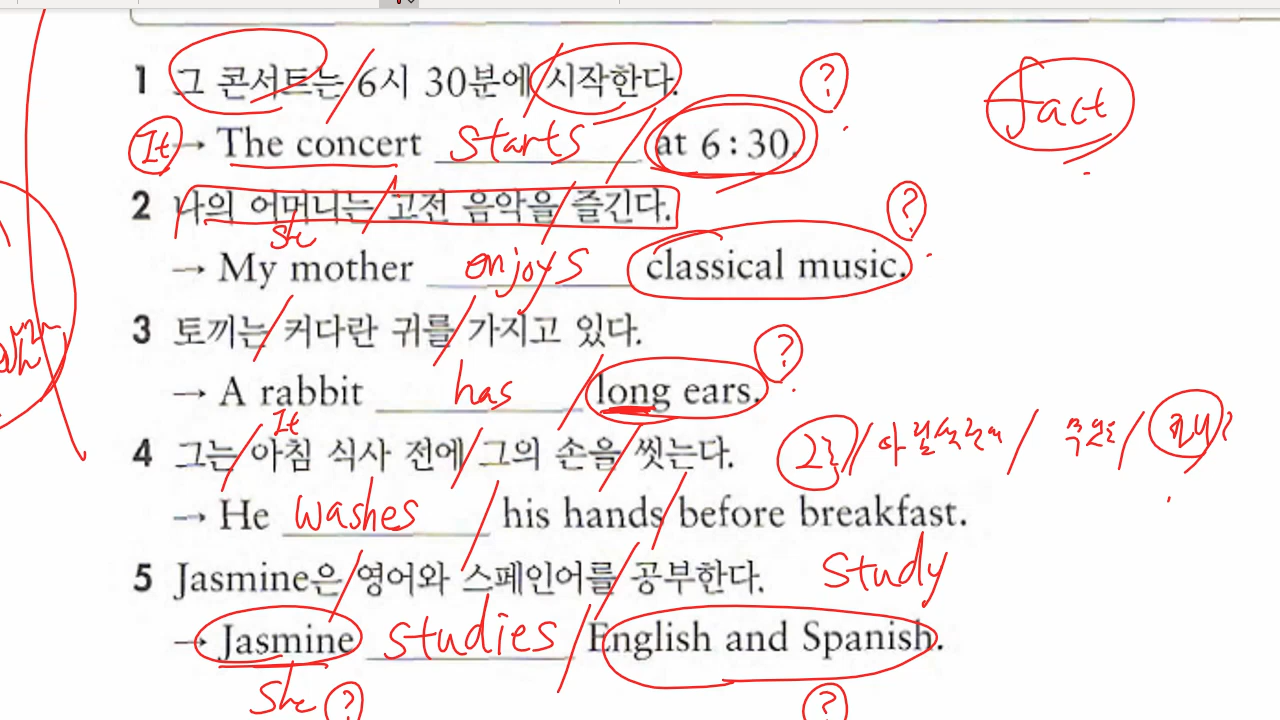 1 그 콘서트는 6시 30분에 시작한다. ?
fact
It → The concert starts at 6:30.
2 나의 어머니는 고전 음악을 즐긴다. ?
She
→ My mother enjoys classical music.
3 토끼는 커다란 귀를 가지고 있다. ?
→ A rabbit has long ears.
It
4 그는 아침 식사 전에 그의 손을 씻는다.
→ He washes his hands before breakfast.
5 Jasmine은 영어와 스페인어를 공부한다. study
→ Jasmine studies English and Spanish.
She ? ?